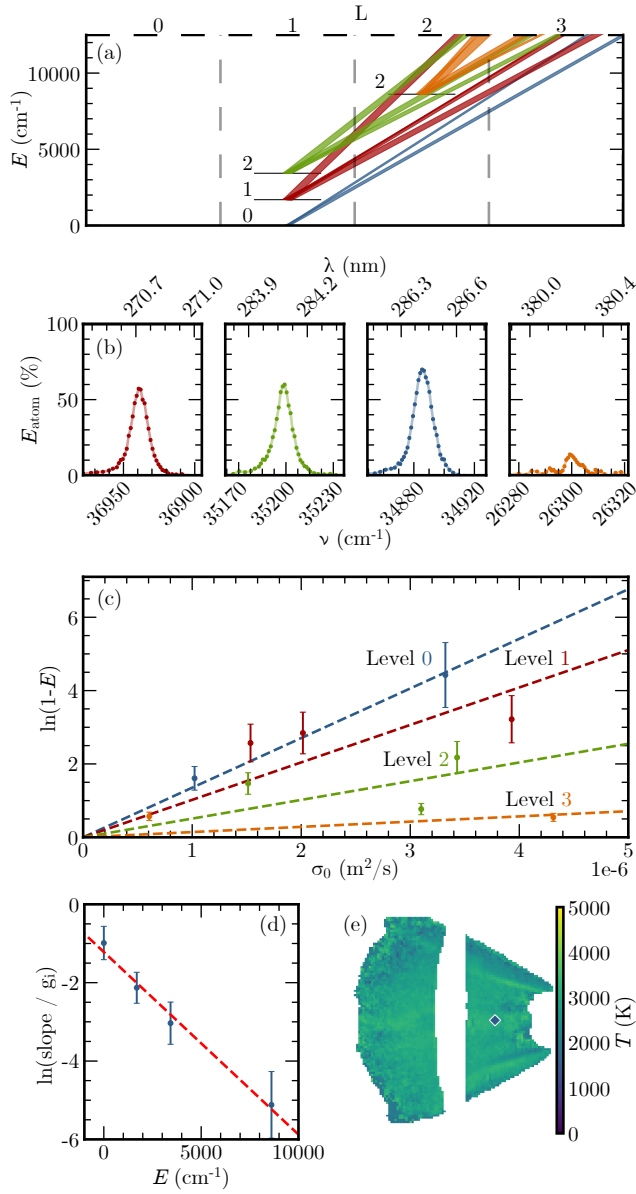 L
0 1 2 3
(a)
12500
10000
7500
5000
2500
0
E (cm⁻¹)
2
2
1
0
λ (nm)
270.7 271.0 283.9 284.2 286.3 286.6 380.0 380.4
(b)
100
50
0
E_atom (%)
36950 36900 35170 35200 35230 34880 34920 26280 26300 26320
ν (cm⁻¹)
(c)
6
4
2
0
ln(1-E)
Level 0
Level 1
Level 2
Level 3
0 1 2 3 4 5
σ₀ (m²/s)
1e-6
(d)
0
-2
-4
-6
ln(slope / gᵢ)
0 5000 10000
E (cm⁻¹)
(e)
5000
4000
3000
2000
1000
0
T (K)